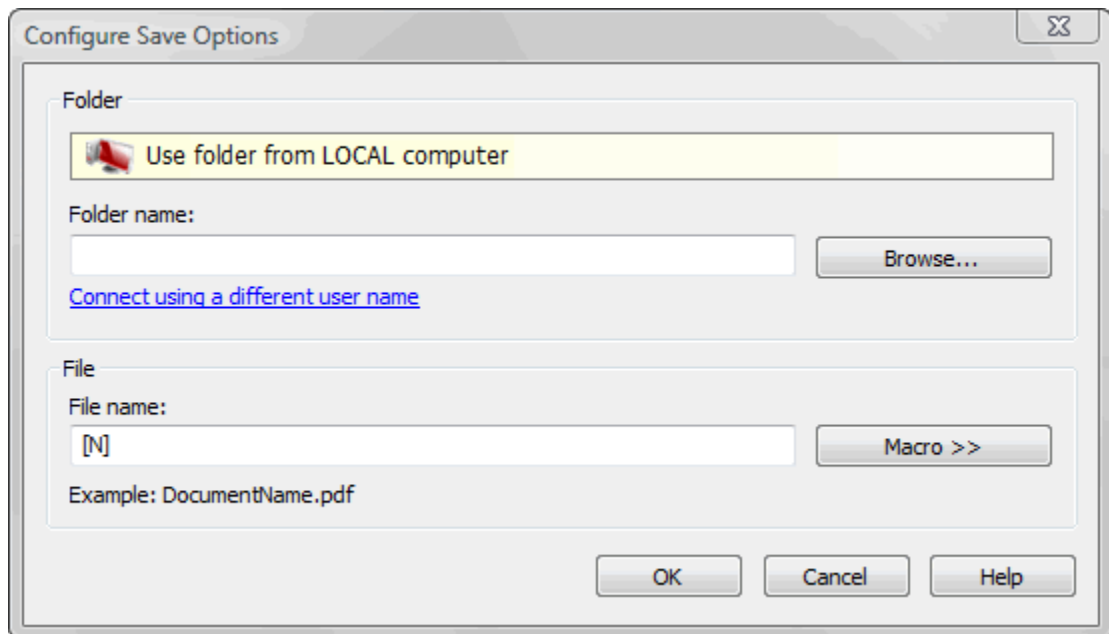 Configure Save Options
Folder
Use folder from LOCAL computer
Folder name:
Browse...
Connect using a different user name
File
File name:
[N]
Macro >>
Example: DocumentName.pdf
OK
Cancel
Help